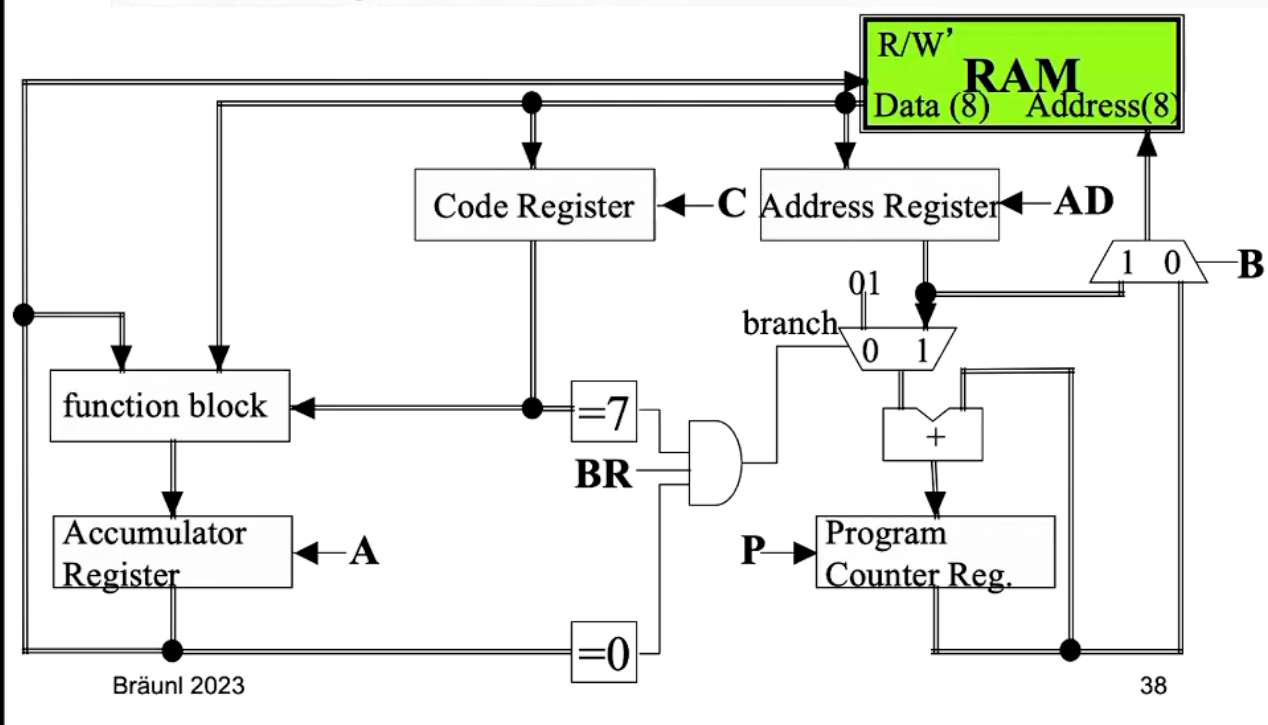 R/W’
RAM
Data (8) Address(8)
Code Register
C
Address Register
AD
1 0
B
01
branch
0 1
function block
=7
+
BR
Accumulator
Register
A
P
Program
Counter Reg.
=0
Bräunl 2023
38